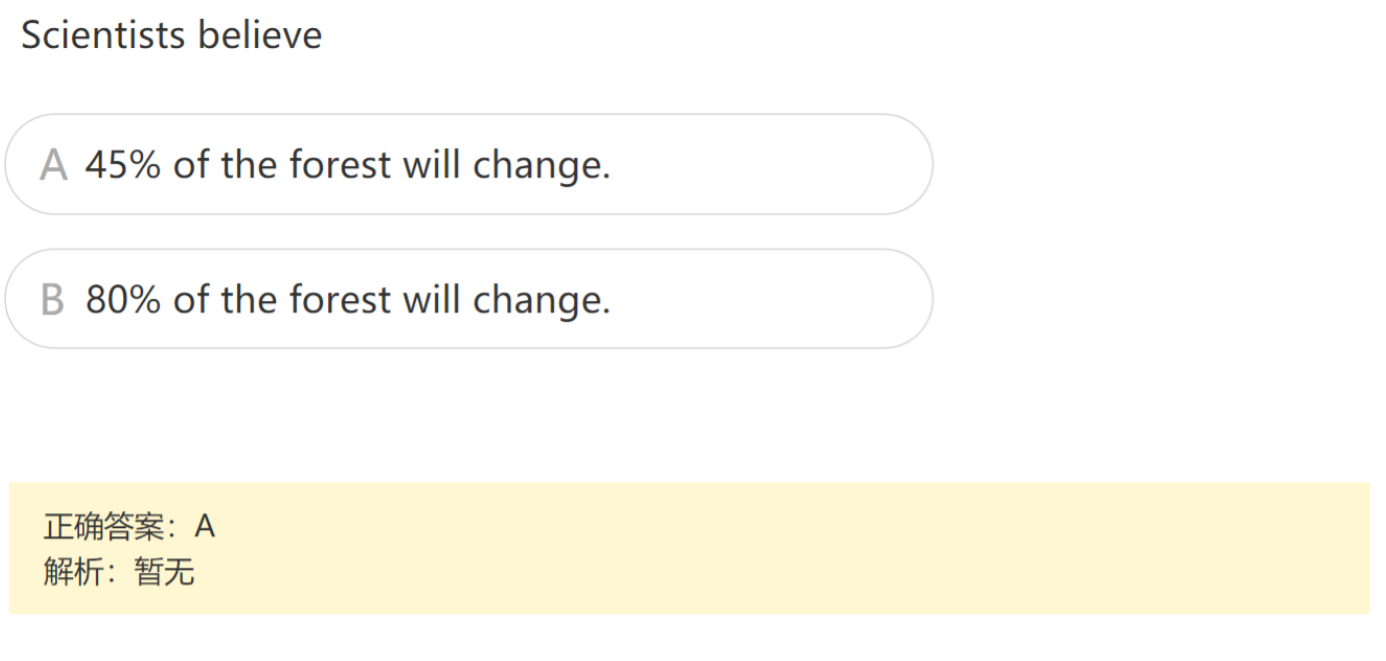 Scientists believe
A 45% of the forest will change.
B 80% of the forest will change.
正确答案：A
解析：暂无